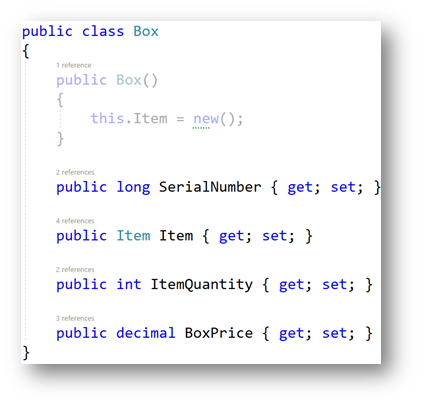 public class Box
{
1 reference
public Box()
{
this.Item = new();
}
2 references
public long SerialNumber { get; set; }
4 references
public Item Item { get; set; }
2 references
public int ItemQuantity { get; set; }
3 references
public decimal BoxPrice { get; set; }
}